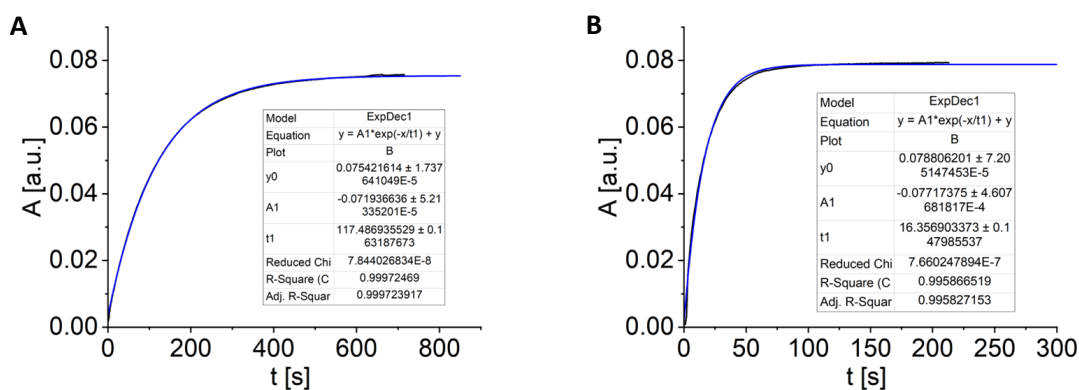 A
B
0.08
0.06
0.04
0.02
0.00
A [a.u.]
0 200 400 600 800
t [s]
Model ExpDec1
Equation y = A1*exp(-x/t1) + y
Plot B
y0 0.075421614 ± 1.737
641049E-5
A1 -0.071936636 ± 5.21
335201E-5
t1 117.486935529 ± 0.1
63187673
Reduced Chi 7.844026834E-8
R-Square (C 0.99972469
Adj. R-Squar 0.999723917
0.08
0.06
0.04
0.02
0.00
A [a.u.]
0 50 100 150 200 250 300
t [s]
Model ExpDec1
Equation y = A1*exp(-x/t1) + y
Plot B
y0 0.078806201 ± 7.20
5147453E-5
A1 -0.07717375 ± 4.607
681817E-4
t1 16.356903373 ± 0.1
47985537
Reduced Chi 7.660247894E-7
R-Square (C 0.995866519
Adj. R-Squar 0.995827153